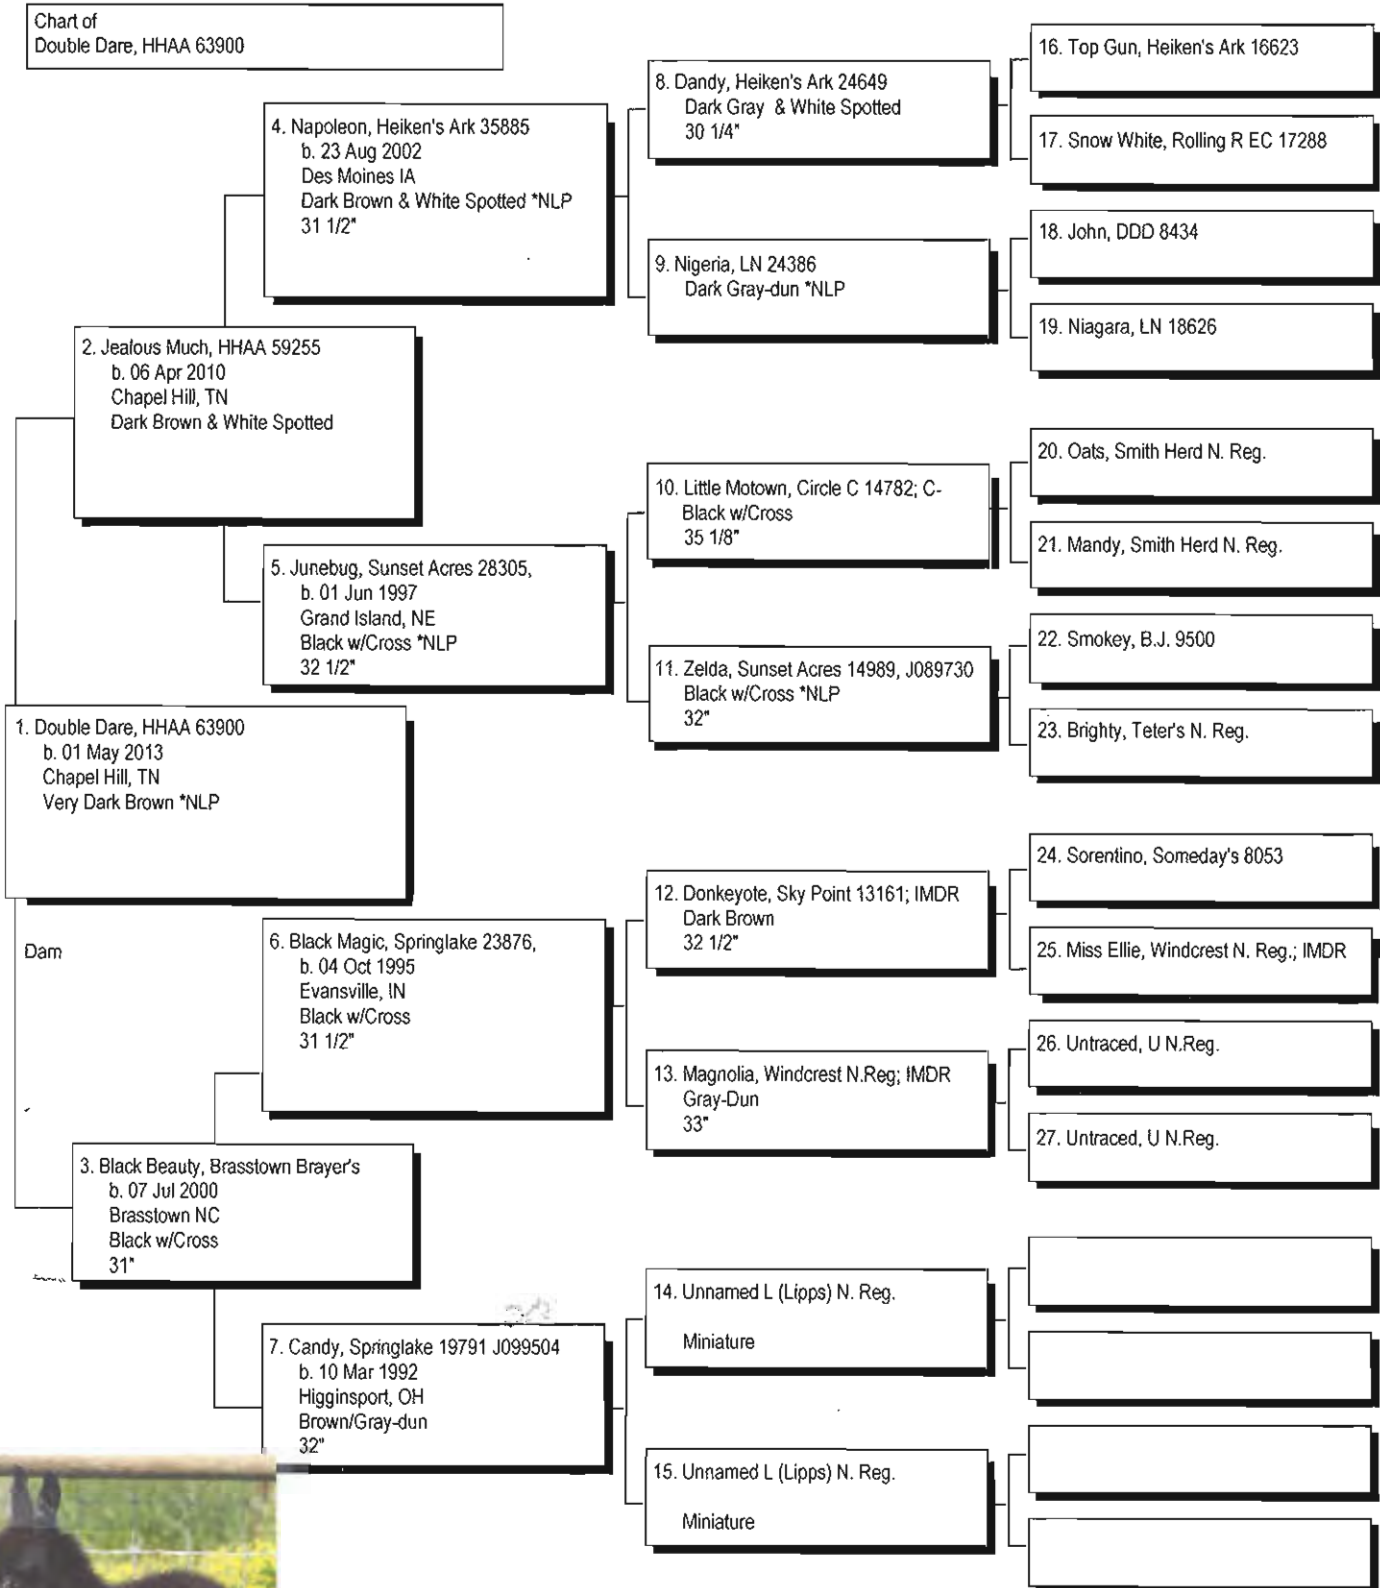 Chart of
Double Dare, HHAA 63900
1. Double Dare, HHAA 63900
b. 01 May 2013
Chapel Hill, TN
Very Dark Brown *NLP
Dam
2. Jealous Much, HHAA 59255
b. 06 Apr 2010
Chapel Hill, TN
Dark Brown & White Spotted
3. Black Beauty, Brasstown Brayer's
b. 07 Jul 2000
Brasstown NC
Black w/Cross
31"
4. Napoleon, Heiken's Ark 35885
b. 23 Aug 2002
Des Moines IA
Dark Brown & White Spotted *NLP
31 1/2"
5. Junebug, Sunset Acres 28305,
b. 01 Jun 1997
Grand Island, NE
Black w/Cross *NLP
32 1/2"
6. Black Magic, Springlake 23876,
b. 04 Oct 1995
Evansville, IN
Black w/Cross
31 1/2"
7. Candy, Springlake 19791 J099504
b. 10 Mar 1992
Higginsport, OH
Brown/Gray-dun
32"
8. Dandy, Heiken's Ark 24649
Dark Gray & White Spotted
30 1/4"
9. Nigeria, LN 24386
Dark Gray-dun *NLP
10. Little Motown, Circle C 14782; C-
Black w/Cross
35 1/8"
11. Zelda, Sunset Acres 14989, J089730
Black w/Cross *NLP
32"
12. Donkeyote, Sky Point 13161; IMDR
Dark Brown
32 1/2"
13. Magnolia, Windcrest N.Reg; IMDR
Gray-Dun
33"
14. Unnamed L (Lipps) N. Reg.
Miniature
15. Unnamed L (Lipps) N. Reg.
Miniature
16. Top Gun, Heiken's Ark 16623
17. Snow White, Rolling R EC 17288
18. John, DDD 8434
19. Niagara, LN 18626
20. Oats, Smith Herd N. Reg.
21. Mandy, Smith Herd N. Reg.
22. Smokey, B.J. 9500
23. Brighty, Teter's N. Reg.
24. Sorentino, Someday's 8053
25. Miss Ellie, Windcrest N. Reg.; IMDR
26. Untraced, U N.Reg.
27. Untraced, U N.Reg.